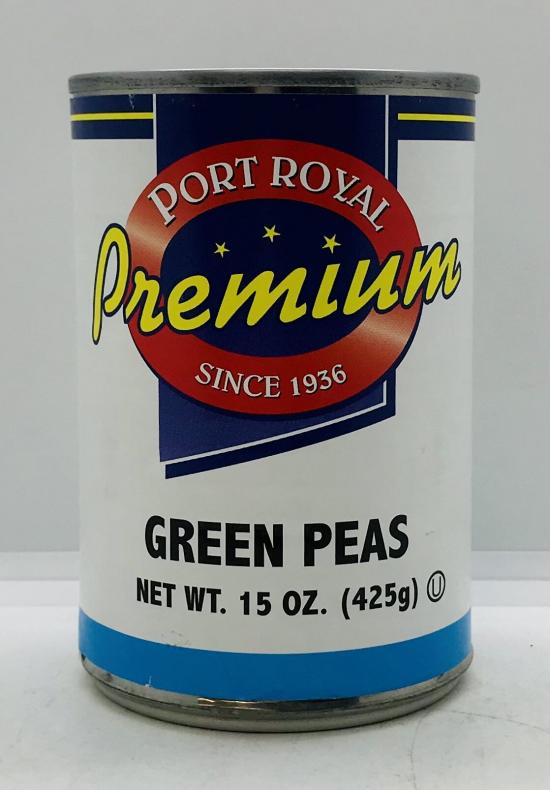 PORT ROYAL
Premium
SINCE 1936
GREEN PEAS
NET WT. 15 OZ. (425g) Ⓤ